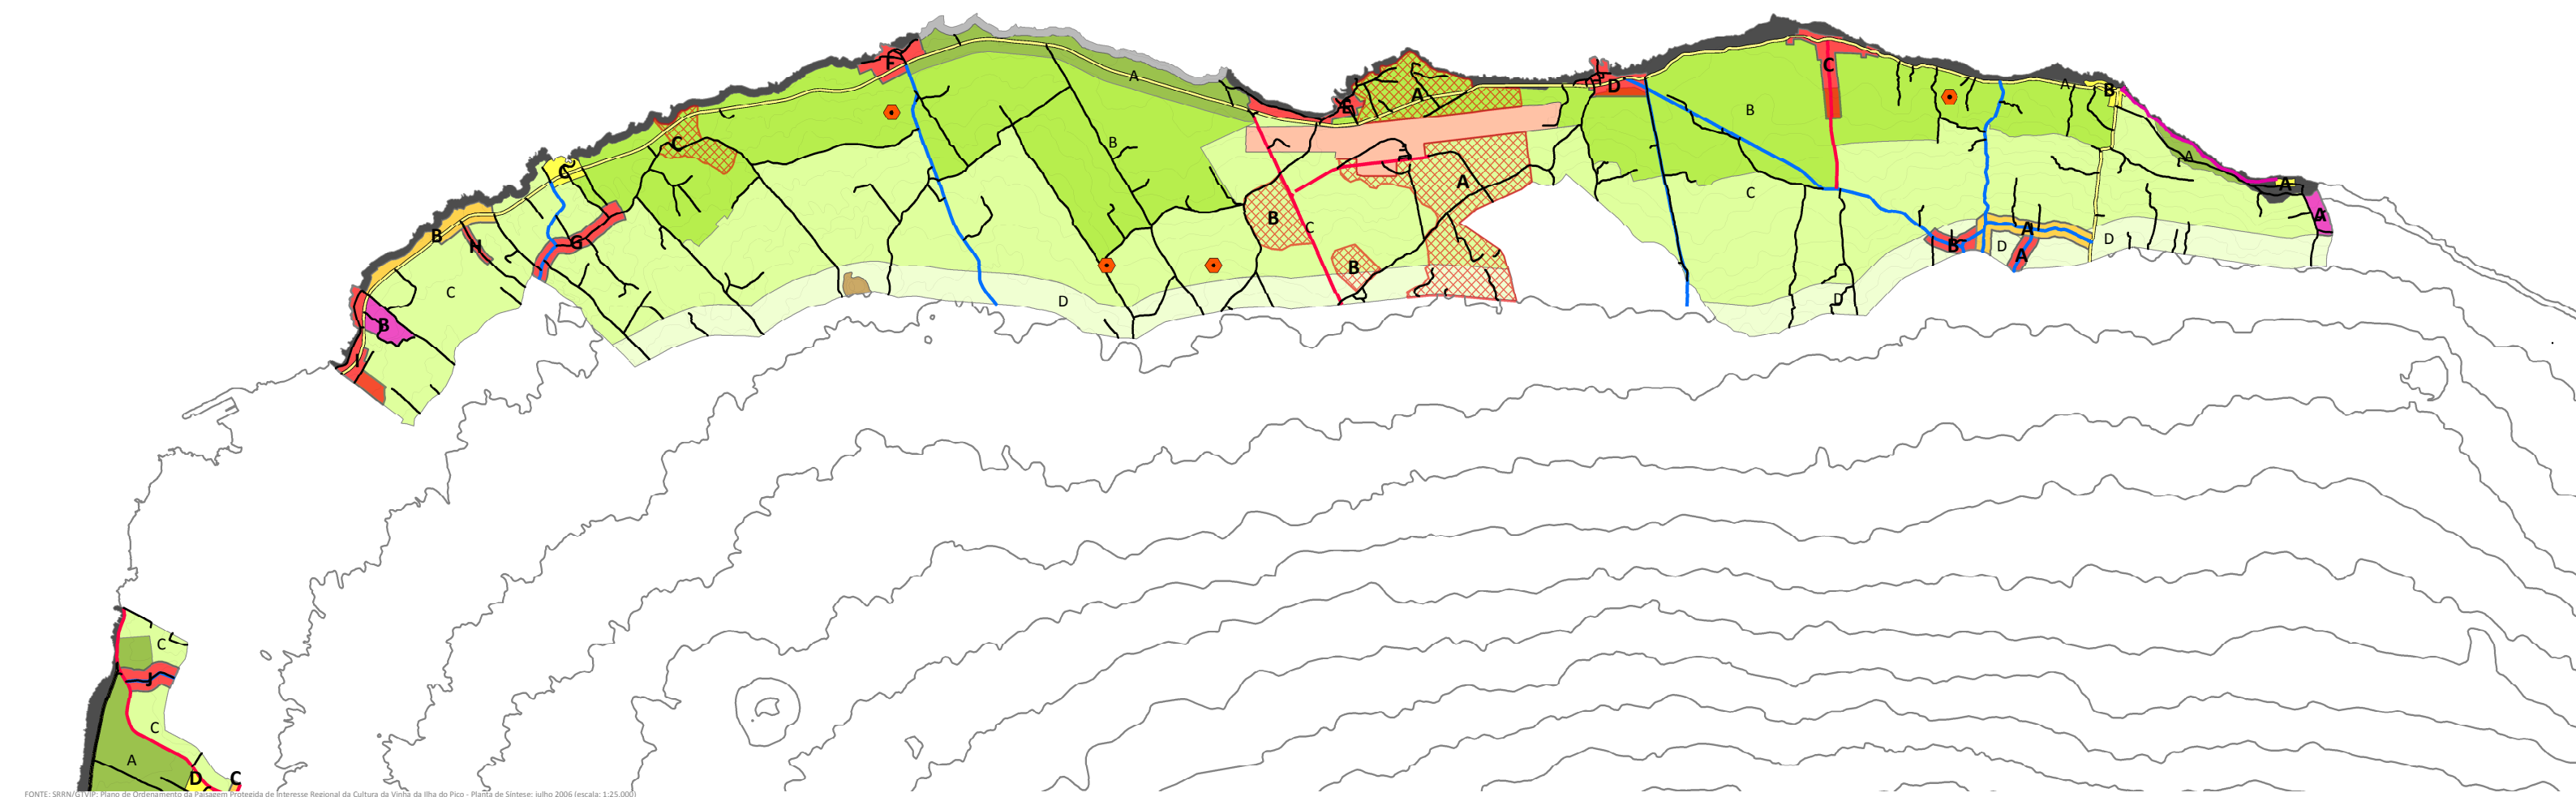 F
A
C
B
A
B
E
A
D
B
C
A
B
A
C
A
A
A
B
C
B
C
B
H
G
C
D
B
A
D
A
D
D
B
I
D
C
J
C
A
D
C
FONTE: SRRN/GTVIP: Plano de Ordenamento da Paisagem Protegida de Interesse Regional da Cultura da Vinha da Ilha do Pico - Planta de Síntese; julho 2006 (escala: 1:25.000)